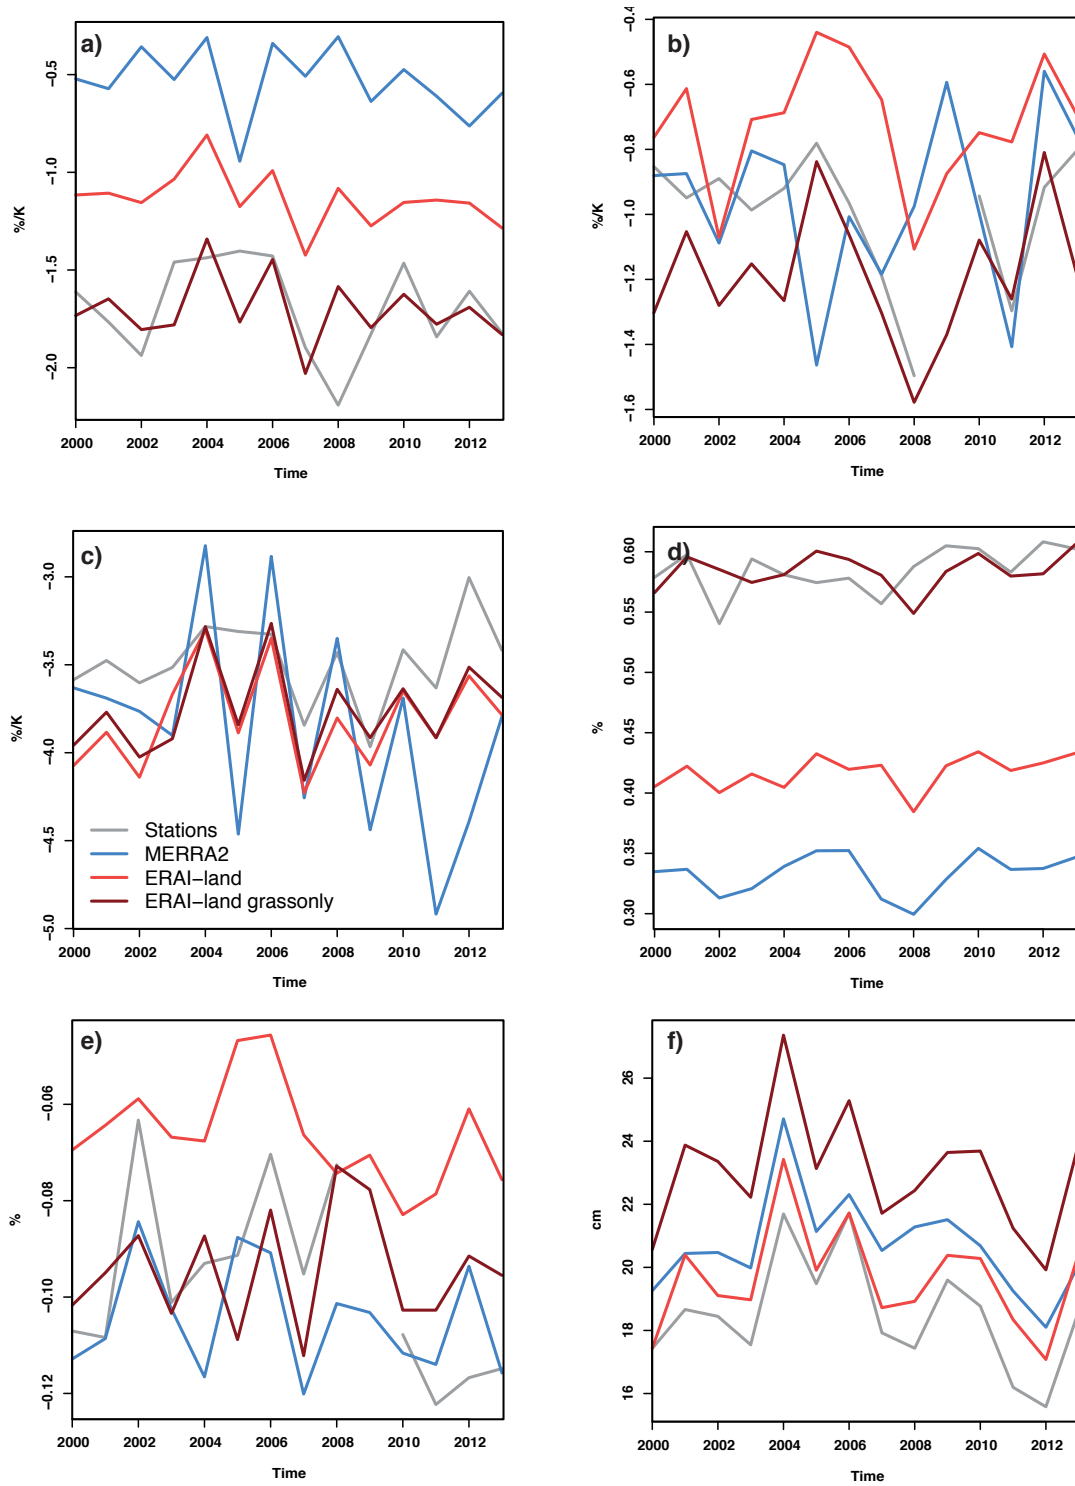 a)
%/K
-0.5
-1.0
-1.5
-2.0
2000 2002 2004 2006 2008 2010 2012
Time
b)
%/K
-0.4
-0.6
-0.8
-1.0
-1.2
-1.4
-1.6
2000 2002 2004 2006 2008 2010 2012
Time
c)
%/K
-3.0
-3.5
-4.0
-4.5
-5.0
Stations
MERRA2
ERAI-land
ERAI-land grassonly
2000 2002 2004 2006 2008 2010 2012
Time
d)
%
0.60
0.55
0.50
0.45
0.40
0.35
0.30
2000 2002 2004 2006 2008 2010 2012
Time
e)
%
-0.06
-0.08
-0.10
-0.12
2000 2002 2004 2006 2008 2010 2012
Time
f)
cm
26
24
22
20
18
16
2000 2002 2004 2006 2008 2010 2012
Time